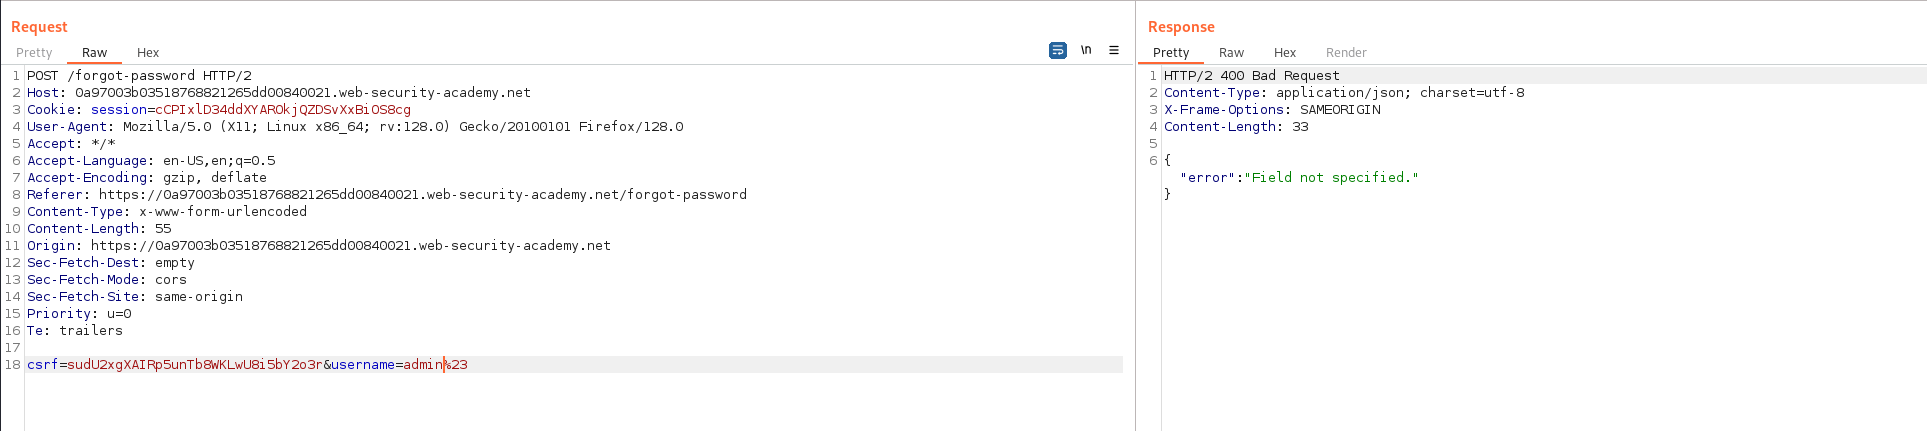 Request
Pretty Raw Hex
\n
1 POST /forgot-password HTTP/2
2 Host: 0a97003b03518768821265dd00840021.web-security-academy.net
3 Cookie: session=cCPIxlD34ddXYAROkjQZDSvXxBiOS8cg
4 User-Agent: Mozilla/5.0 (X11; Linux x86_64; rv:128.0) Gecko/20100101 Firefox/128.0
5 Accept: */*
6 Accept-Language: en-US,en;q=0.5
7 Accept-Encoding: gzip, deflate
8 Referer: https://0a97003b03518768821265dd00840021.web-security-academy.net/forgot-password
9 Content-Type: x-www-form-urlencoded
10 Content-Length: 55
11 Origin: https://0a97003b03518768821265dd00840021.web-security-academy.net
12 Sec-Fetch-Dest: empty
13 Sec-Fetch-Mode: cors
14 Sec-Fetch-Site: same-origin
15 Priority: u=0
16 Te: trailers
17
18 csrf=sudU2xgXAIRp5unTb8WKLwU8i5bY2o3r&username=admin%23
Response
Pretty Raw Hex Render
1 HTTP/2 400 Bad Request
2 Content-Type: application/json; charset=utf-8
3 X-Frame-Options: SAMEORIGIN
4 Content-Length: 33
5
6 {
"error":"Field not specified."
}